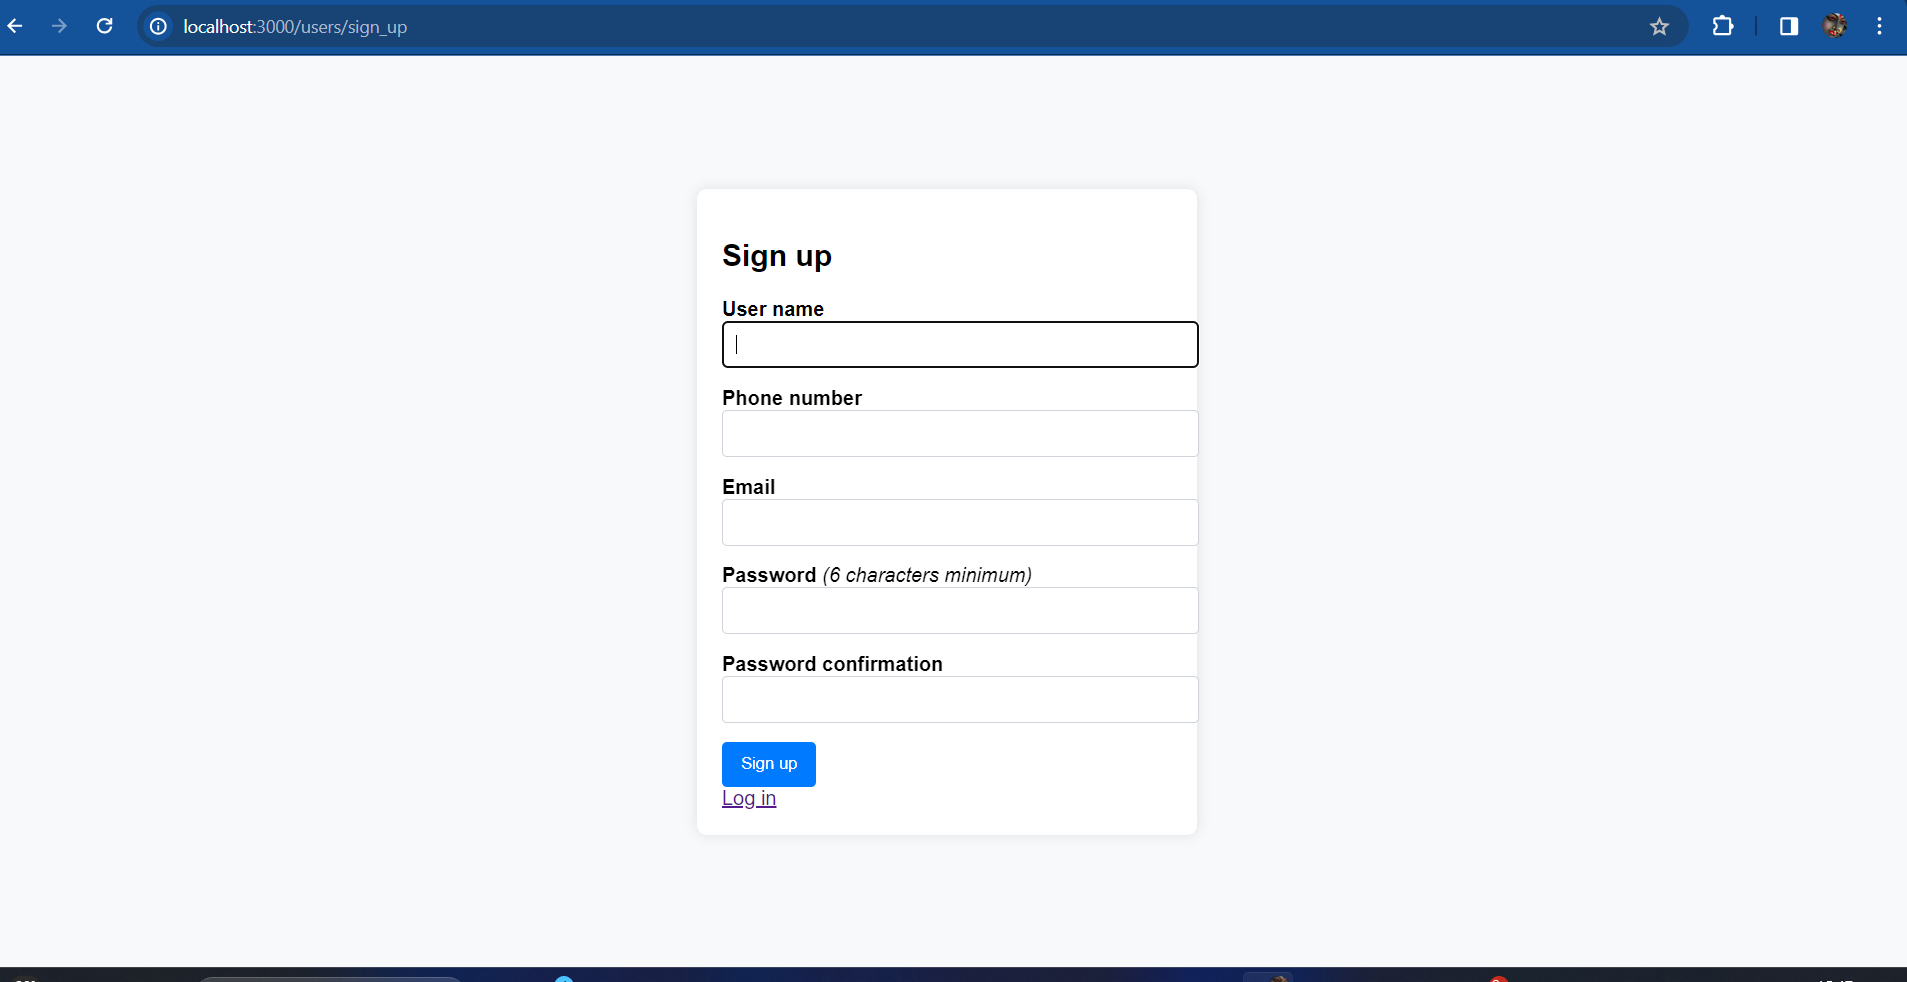 localhost:3000/users/sign_up
Sign up
User name
Phone number
Email
Password (6 characters minimum)
Password confirmation
Sign up
Log in